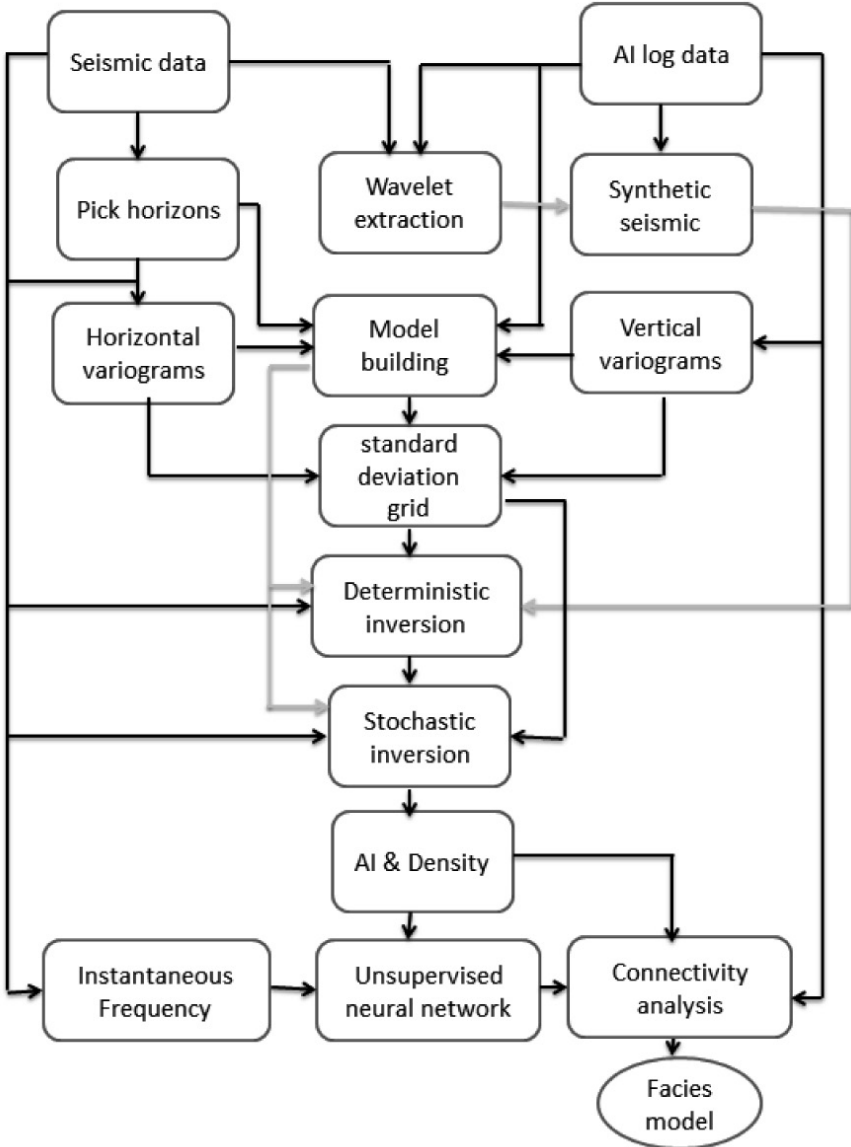 Seismic data
AI log data
Pick horizons
Wavelet
extraction
Synthetic
seismic
Horizontal
variograms
Model
building
Vertical
variograms
standard
deviation
grid
Deterministic
inversion
Stochastic
inversion
AI & Density
Instantaneous
Frequency
Unsupervised
neural network
Connectivity
analysis
Facies
model